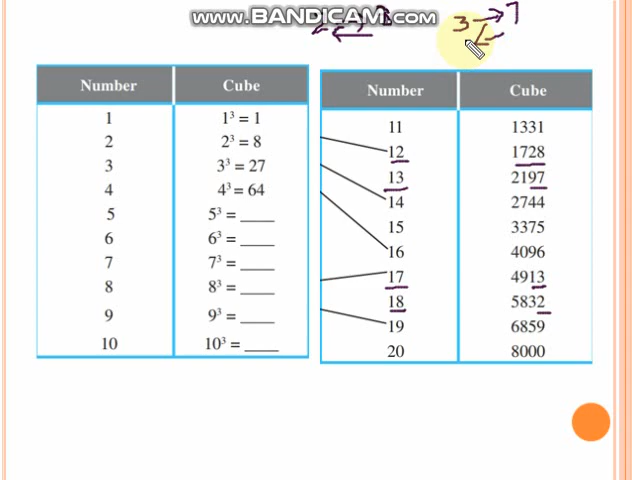 www.BANDICAM.com
2 8
3 7
Number Cube
1 1³ = 1
2 2³ = 8
3 3³ = 27
4 4³ = 64
5 5³ = ____
6 6³ = ____
7 7³ = ____
8 8³ = ____
9 9³ = ____
10 10³ = ____
Number Cube
11 1331
12 1728
13 2197
14 2744
15 3375
16 4096
17 4913
18 5832
19 6859
20 8000